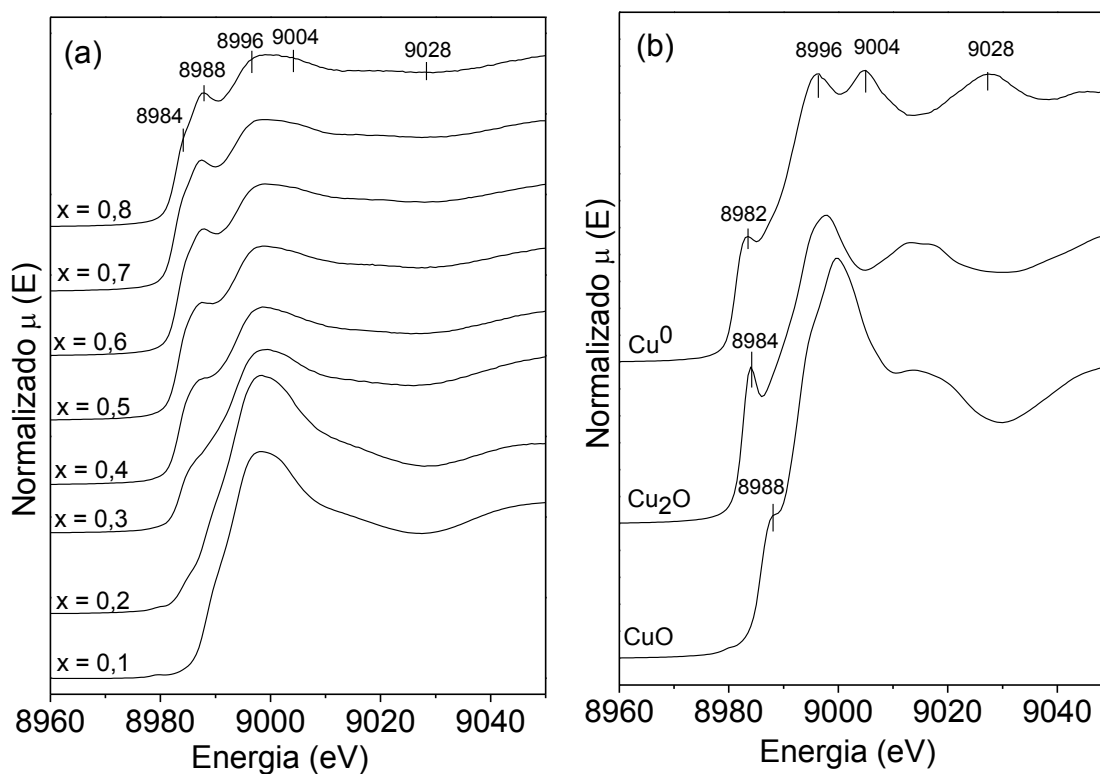 (a)
8984
8988
8996
9004
9028
x = 0,8
x = 0,7
x = 0,6
x = 0,5
x = 0,4
x = 0,3
x = 0,2
x = 0,1
Normalizado μ (E)
8960 8980 9000 9020 9040
Energia (eV)
(b)
8996
9004
9028
8982
Cu0
8984
Cu2O
8988
CuO
Normalizado μ (E)
8960 8980 9000 9020 9040
Energia (eV)